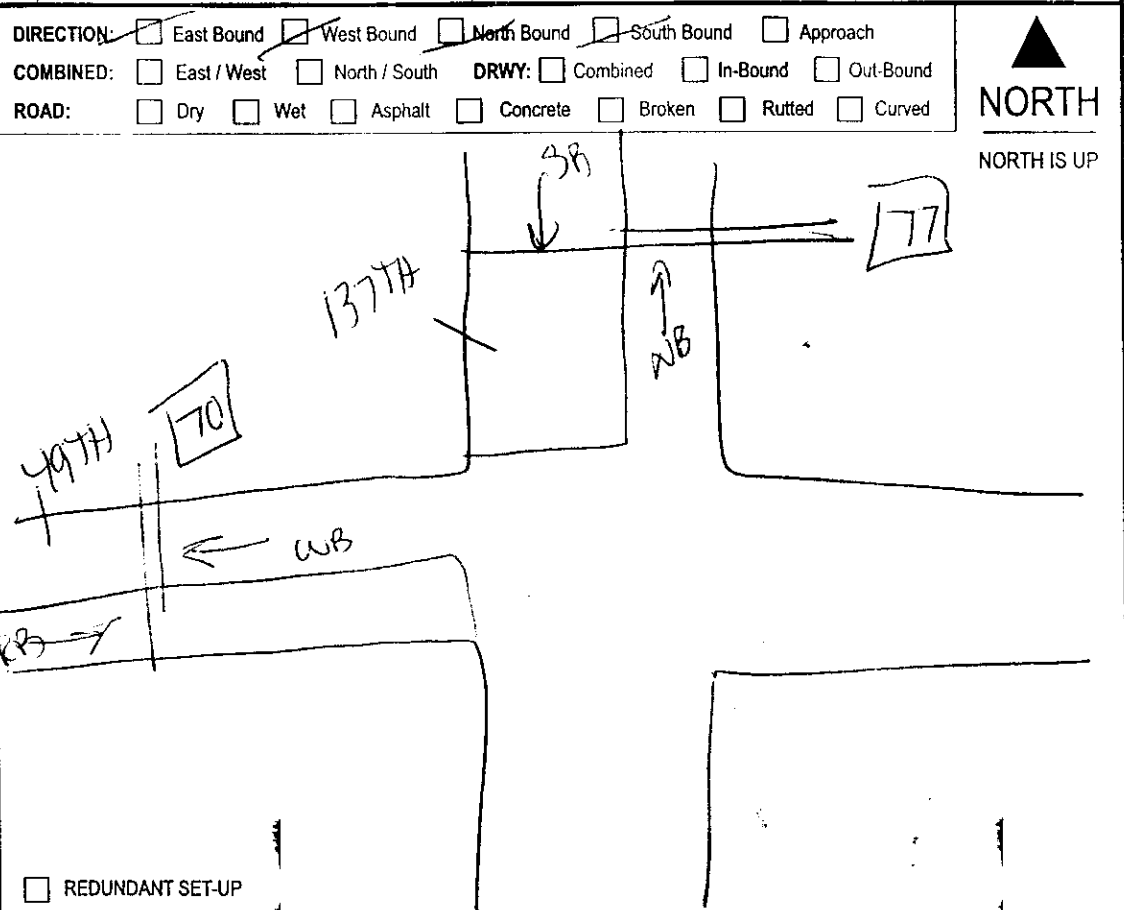 DIRECTION: East Bound West Bound North Bound South Bound Approach
COMBINED: East / West North / South DRWY: Combined In-Bound Out-Bound
ROAD: Dry Wet Asphalt Concrete Broken Rutted Curved
NORTH
NORTH IS UP
SB
77
137TH
NB
70
49TH
WB
EB
REDUNDANT SET-UP